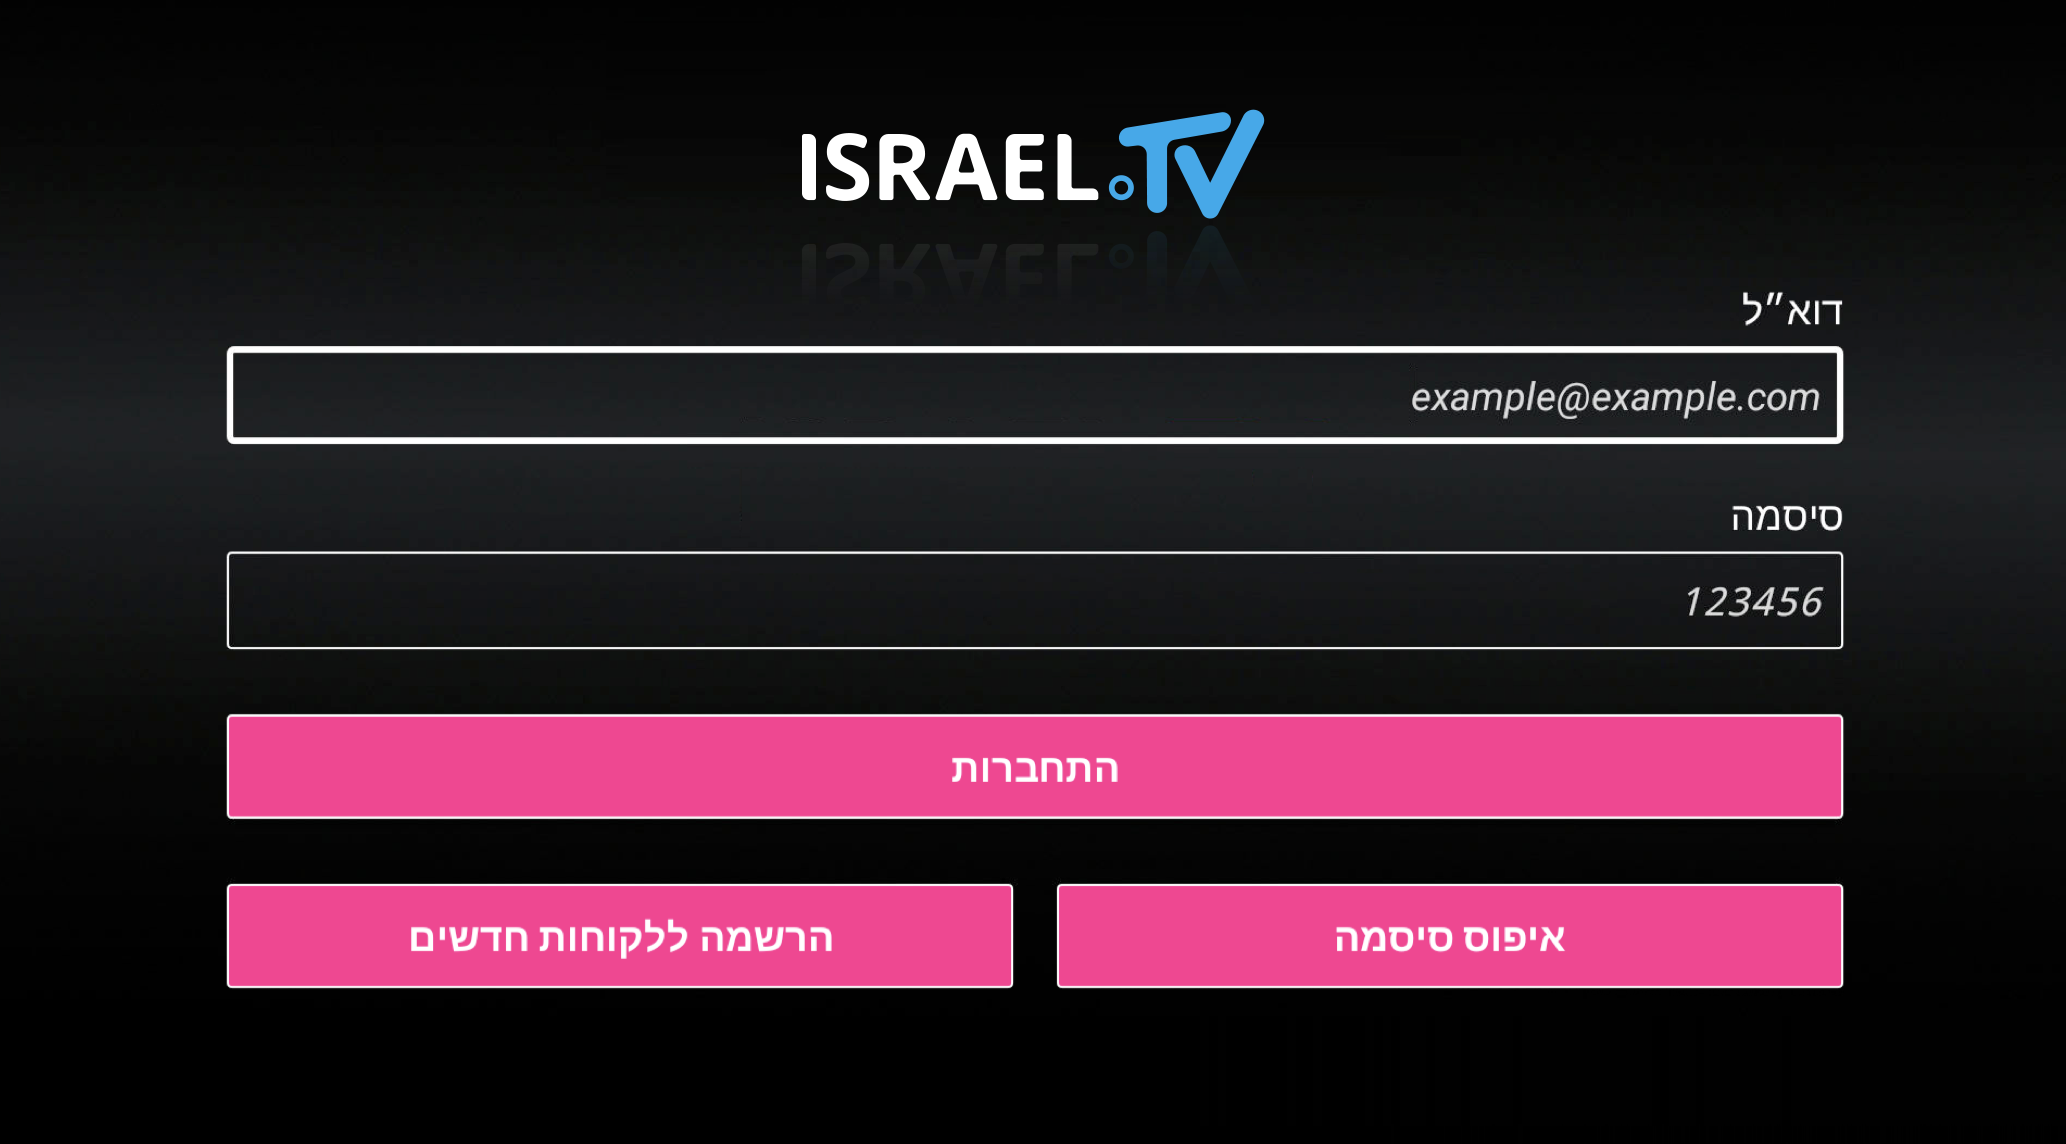 ISRAEL.TV
דוא״ל
example@example.com
סיסמה
123456
התחברות
איפוס סיסמה
הרשמה ללקוחות חדשים